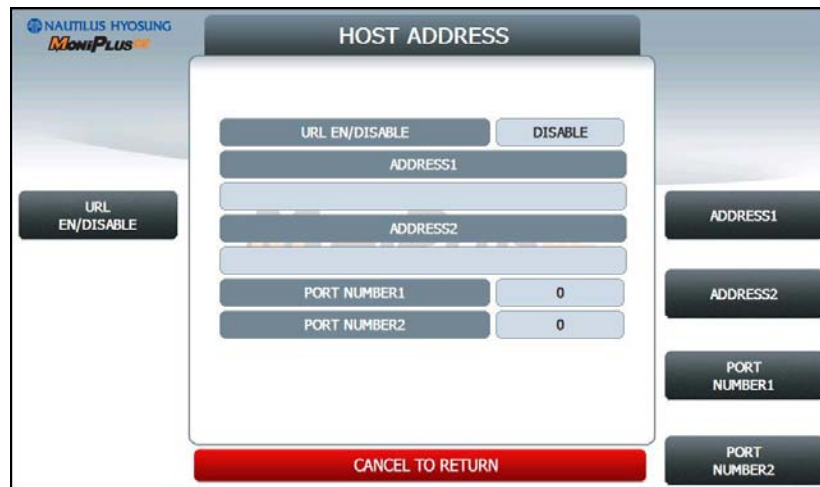 NAUTILUS HYOSUNG
MoniPlus
HOST ADDRESS
URL EN/DISABLE DISABLE
ADDRESS1
ADDRESS2
PORT NUMBER1 0
PORT NUMBER2 0
URL
EN/DISABLE
ADDRESS1
ADDRESS2
PORT
NUMBER1
PORT
NUMBER2
CANCEL TO RETURN